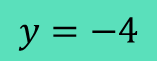 y = −4